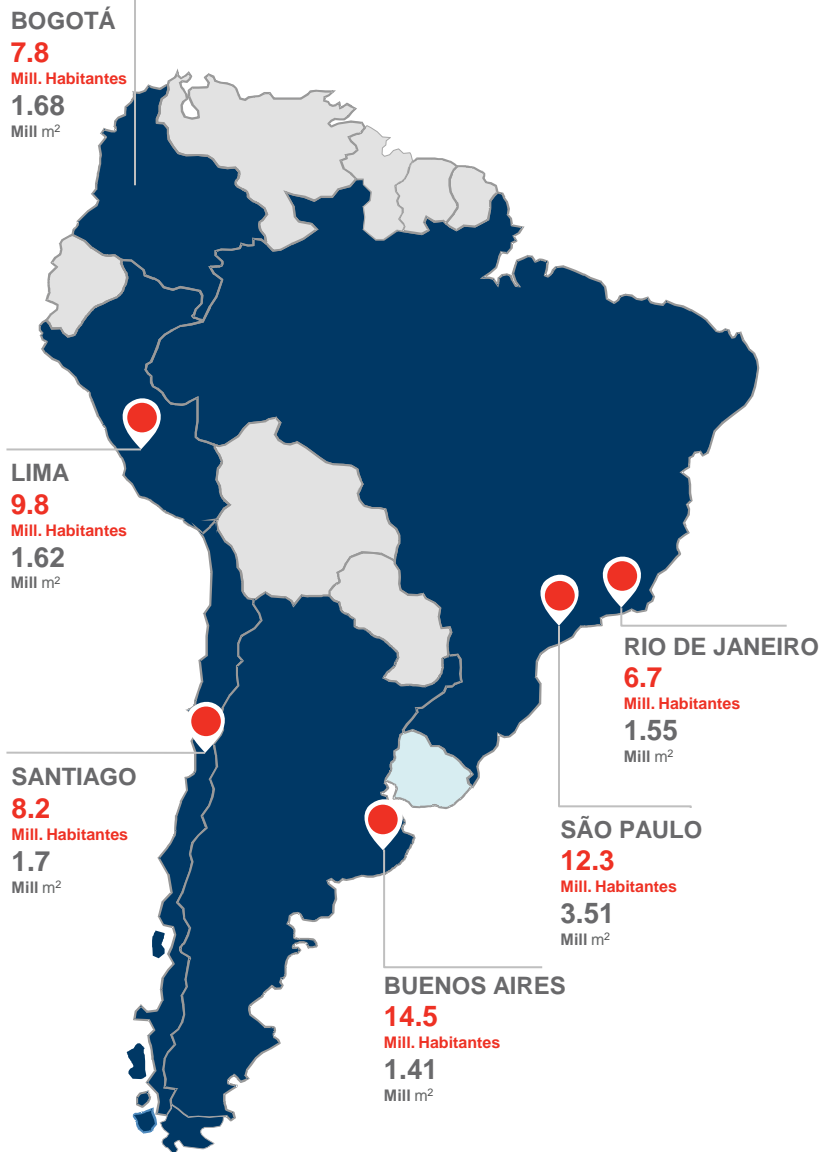 BOGOTÁ
7.8
Mill. Habitantes
1.68
Mill m²
LIMA
9.8
Mill. Habitantes
1.62
Mill m²
RIO DE JANEIRO
6.7
Mill. Habitantes
1.55
Mill m²
SANTIAGO
8.2
Mill. Habitantes
1.7
Mill m²
SÃO PAULO
12.3
Mill. Habitantes
3.51
Mill m²
BUENOS AIRES
14.5
Mill. Habitantes
1.41
Mill m²